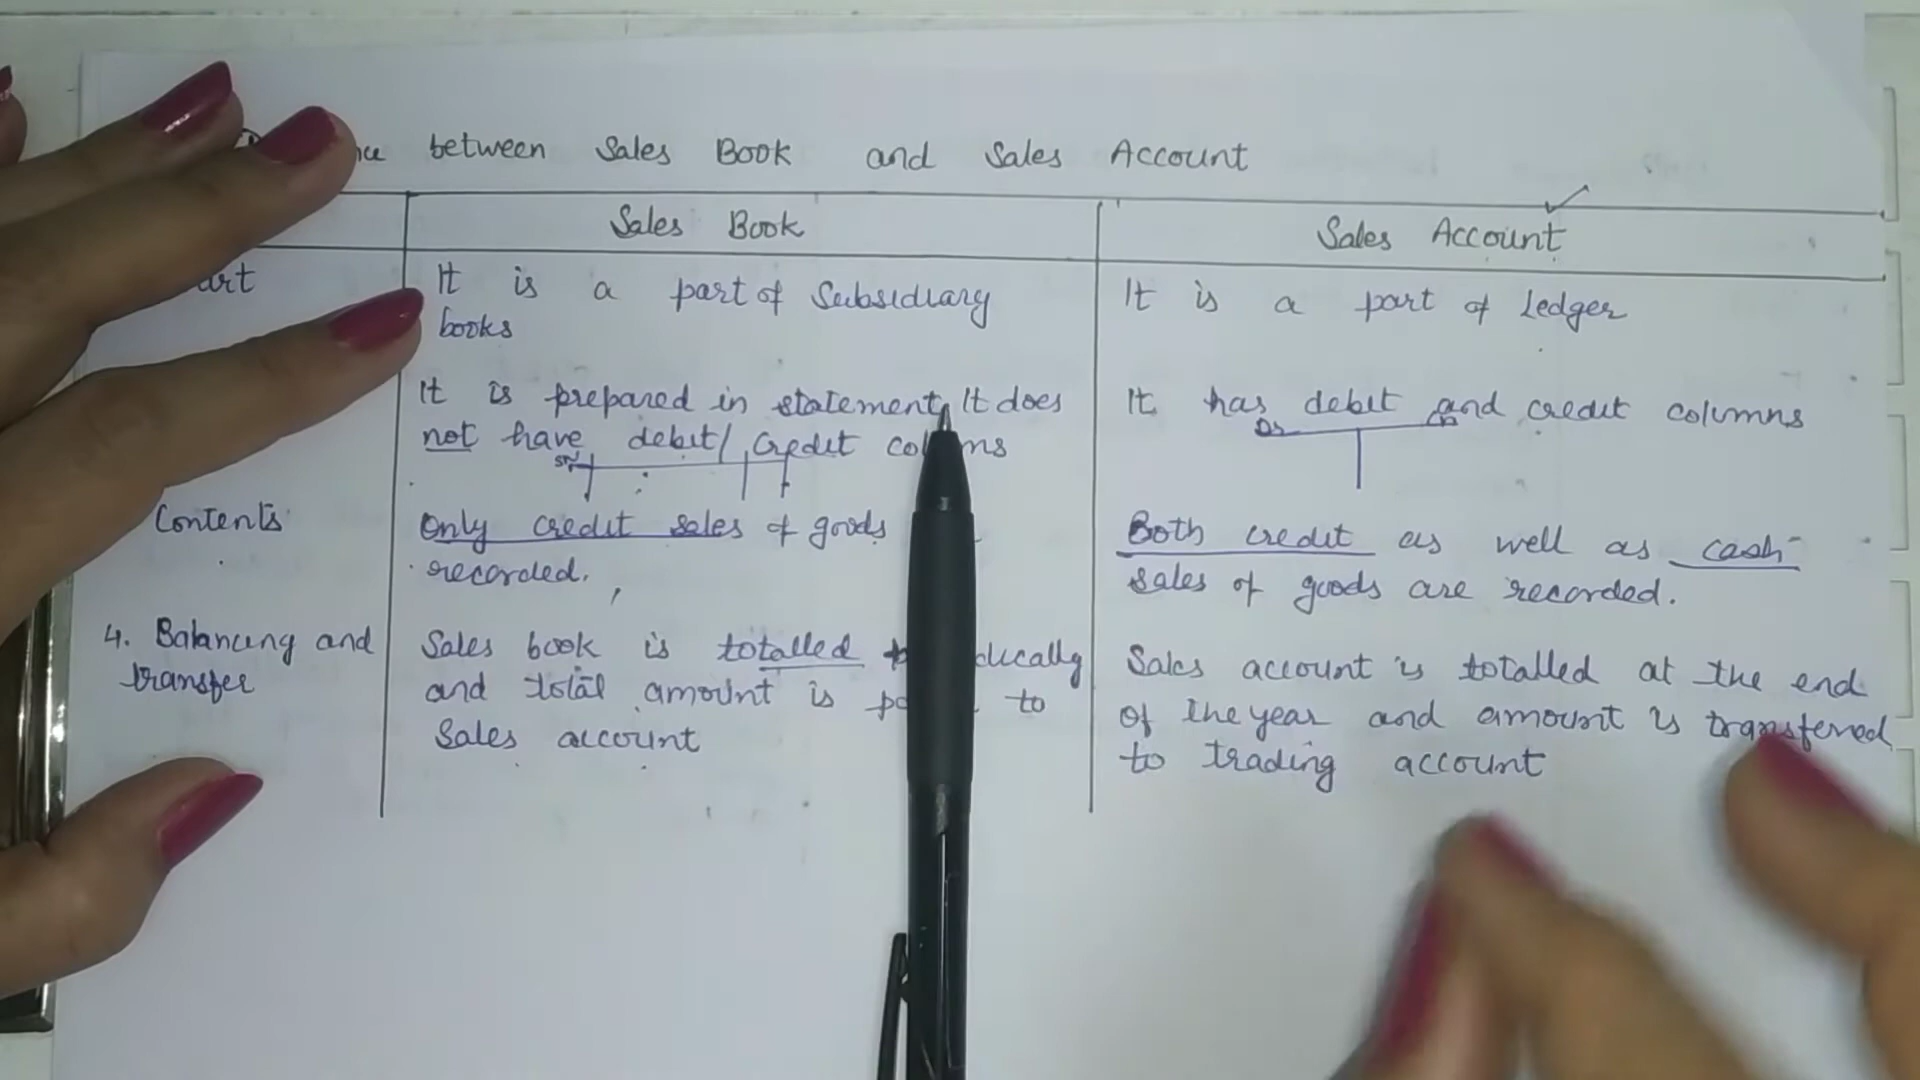 between Sales Book and Sales Account
Sales Book
Sales Account
It is a part of Subsidiary
books
It is a part of Ledger
It is prepared in statement. It does
not have debit/ Credit
It has debit and credit columns
Dr Cr
SN
Contents
Only credit sales of goods
recorded.
Both credit as well as cash
sales of goods are recorded.
4. Balancing and
transfer
Sales book is totalled
and total amount is to
Sales account
Sales account is totalled at the end
of the year and amount is transferred
to trading account